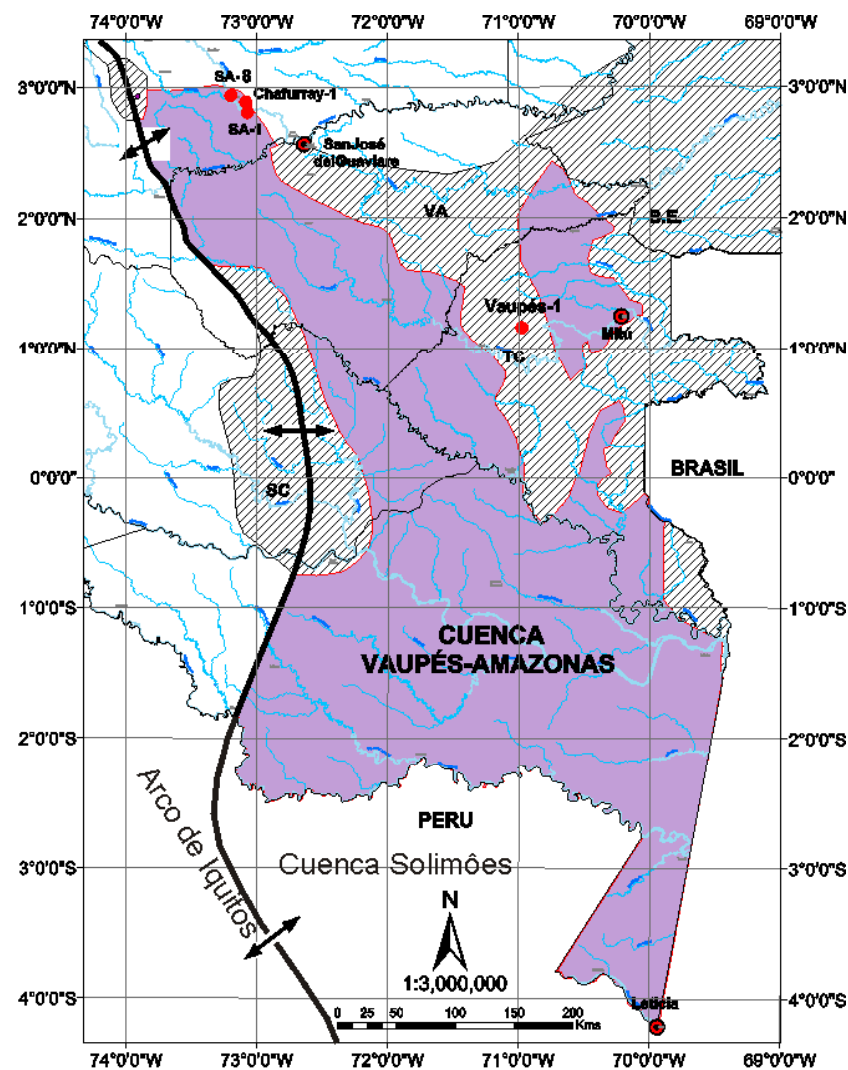 74°0'0"W 73°0'0"W 72°0'0"W 71°0'0"W 70°0'0"W 69°0'0"W
3°0'0"N 3°0'0"N
SA-8
Chafurray-1
SA-1
San José
del Guaviare
2°0'0"N 2°0'0"N
VA
B.E.
Vaupés-1
Mitú
1°0'0"N 1°0'0"N
TC
BRASIL
0°0'0" 0°0'0"
SC
1°0'0"S 1°0'0"S
CUENCA
VAUPÉS-AMAZONAS
2°0'0"S 2°0'0"S
Arco de Iquitos
PERU
Cuenca Solimôes
3°0'0"S 3°0'0"S
N
1:3,000,000
4°0'0"S 4°0'0"S
Leticia
0 25 50 100 150 200
Kms
74°0'0"W 73°0'0"W 72°0'0"W 71°0'0"W 70°0'0"W 69°0'0"W